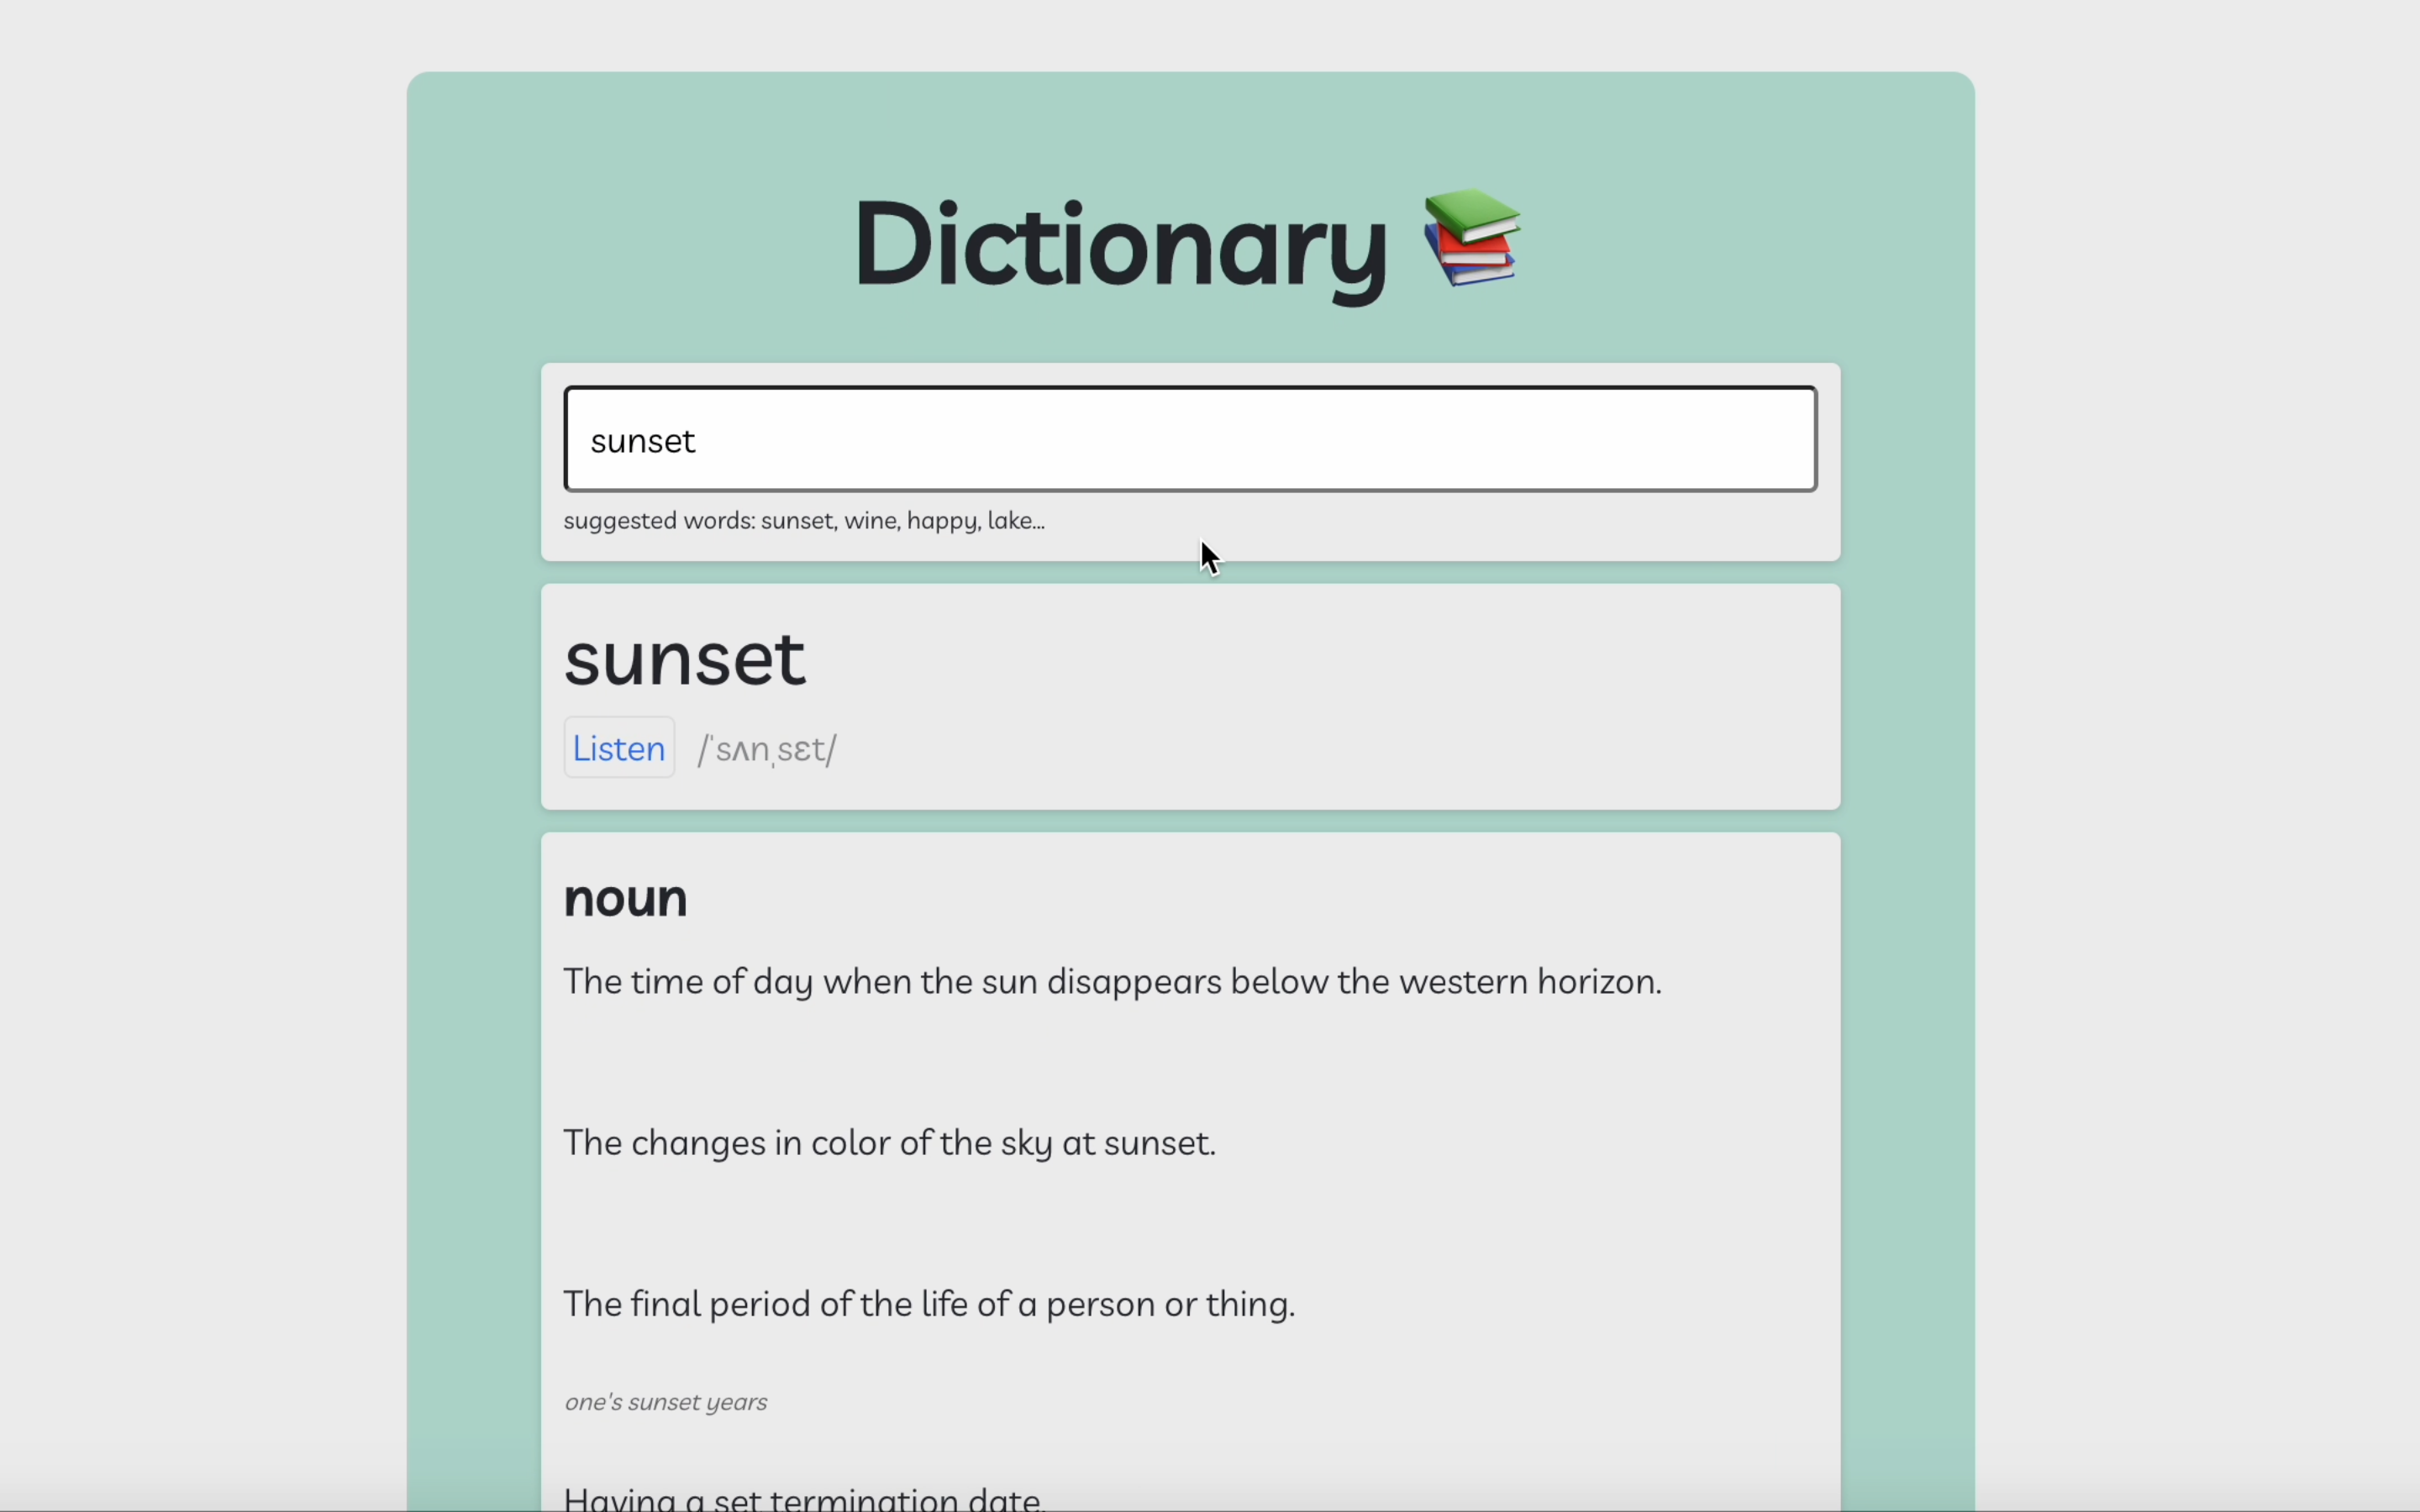 Dictionary 📚
sunset
suggested words: sunset, wine, happy, lake...
sunset
Listen /ˈsʌnˌsɛt/
noun
The time of day when the sun disappears below the western horizon.
The changes in color of the sky at sunset.
The final period of the life of a person or thing.
one's sunset years
Having a set termination date.